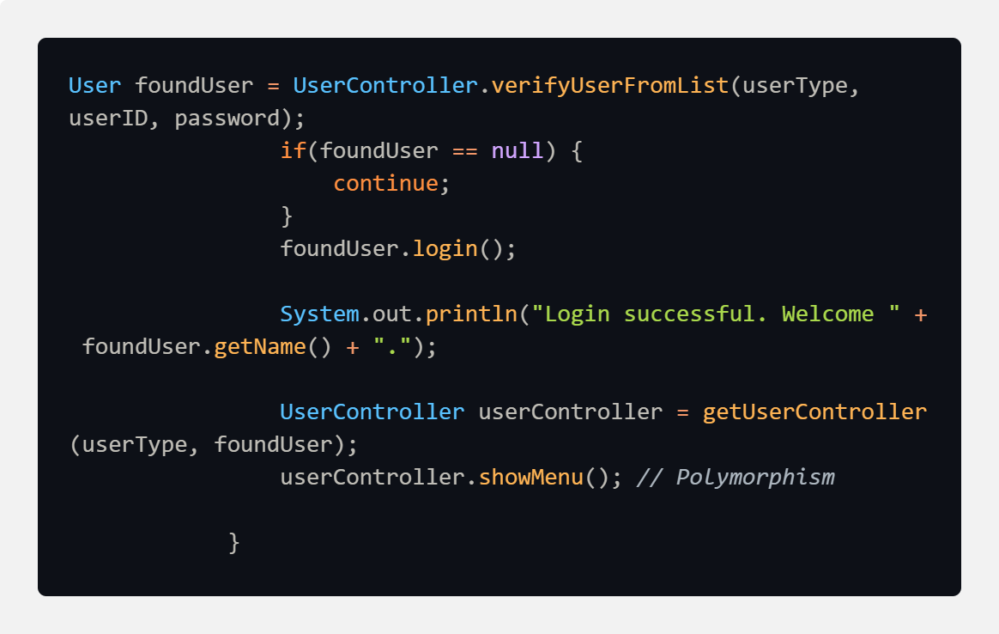 User foundUser = UserController.verifyUserFromList(userType,
userID, password);
                if(foundUser == null) {
                    continue;
                }
                foundUser.login();

                System.out.println("Login successful. Welcome " +
 foundUser.getName() + ".");

                UserController userController = getUserController
(userType, foundUser);
                userController.showMenu(); // Polymorphism

            }